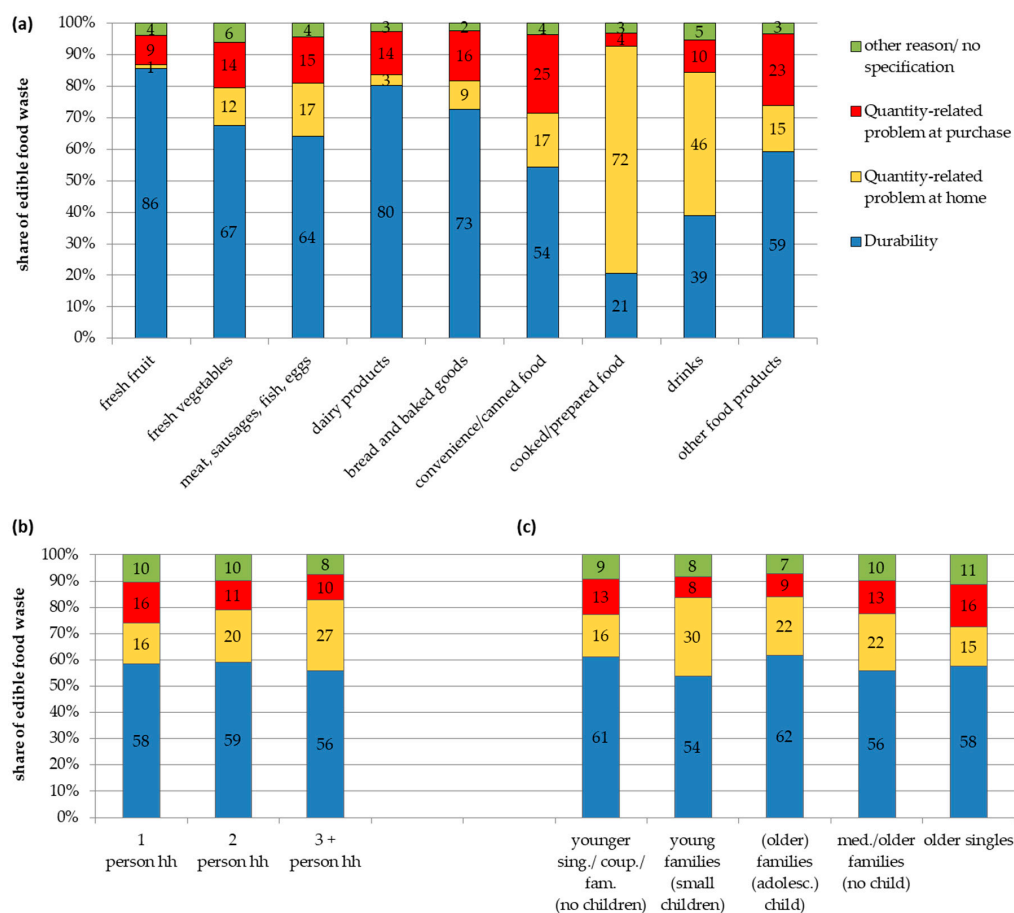 (a)
100%
90%
80%
70%
60%
50%
40%
30%
20%
10%
0%
share of edible food waste
4
9
1
86
6
14
12
67
4
15
17
64
3
14
3
80
2
16
9
73
4
25
17
54
3
4
72
21
5
10
46
39
3
23
15
59
fresh fruit
fresh vegetables
meat, sausages, fish, eggs
dairy products
bread and baked goods
convenience/canned food
cooked/prepared food
drinks
other food products
other reason/ no
specification
Quantity-related
problem at purchase
Quantity-related
problem at home
Durability
(b)
100%
90%
80%
70%
60%
50%
40%
30%
20%
10%
0%
share of edible food waste
10
16
16
58
10
11
20
59
8
10
27
56
1
person hh
2
person hh
3 +
person hh
(c)
9
13
16
61
8
8
30
54
7
9
22
62
10
13
22
56
11
16
15
58
younger
sing./ coup./
fam.
(no children)
young
families
(small
children)
(older)
families
(adolesc.)
child)
med./older
families
(no child)
older singles